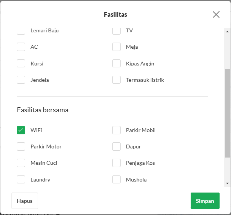 Fasilitas
Lemari Baju
TV
AC
Meja
Kursi
Kipas Angin
Jendela
Termasuk listrik
Fasilitas bersama
WIFI
Parkir Mobil
Parkir Motor
Dapur
Mesin Cuci
Penjaga Kos
Laundry
Mushola
Hapus
Simpan